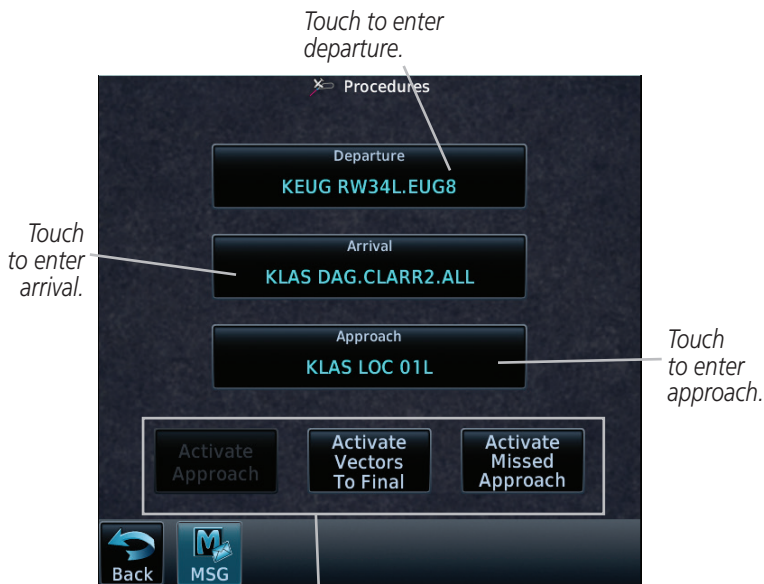 Touch to enter
departure.
Procedures
Departure
KEUG RW34L.EUG8
Touch
to enter
arrival.
Arrival
KLAS DAG.CLARR2.ALL
Approach
KLAS LOC 01L
Touch
to enter
approach.
Activate
Approach
Activate
Vectors
To Final
Activate
Missed
Approach
Back
MSG